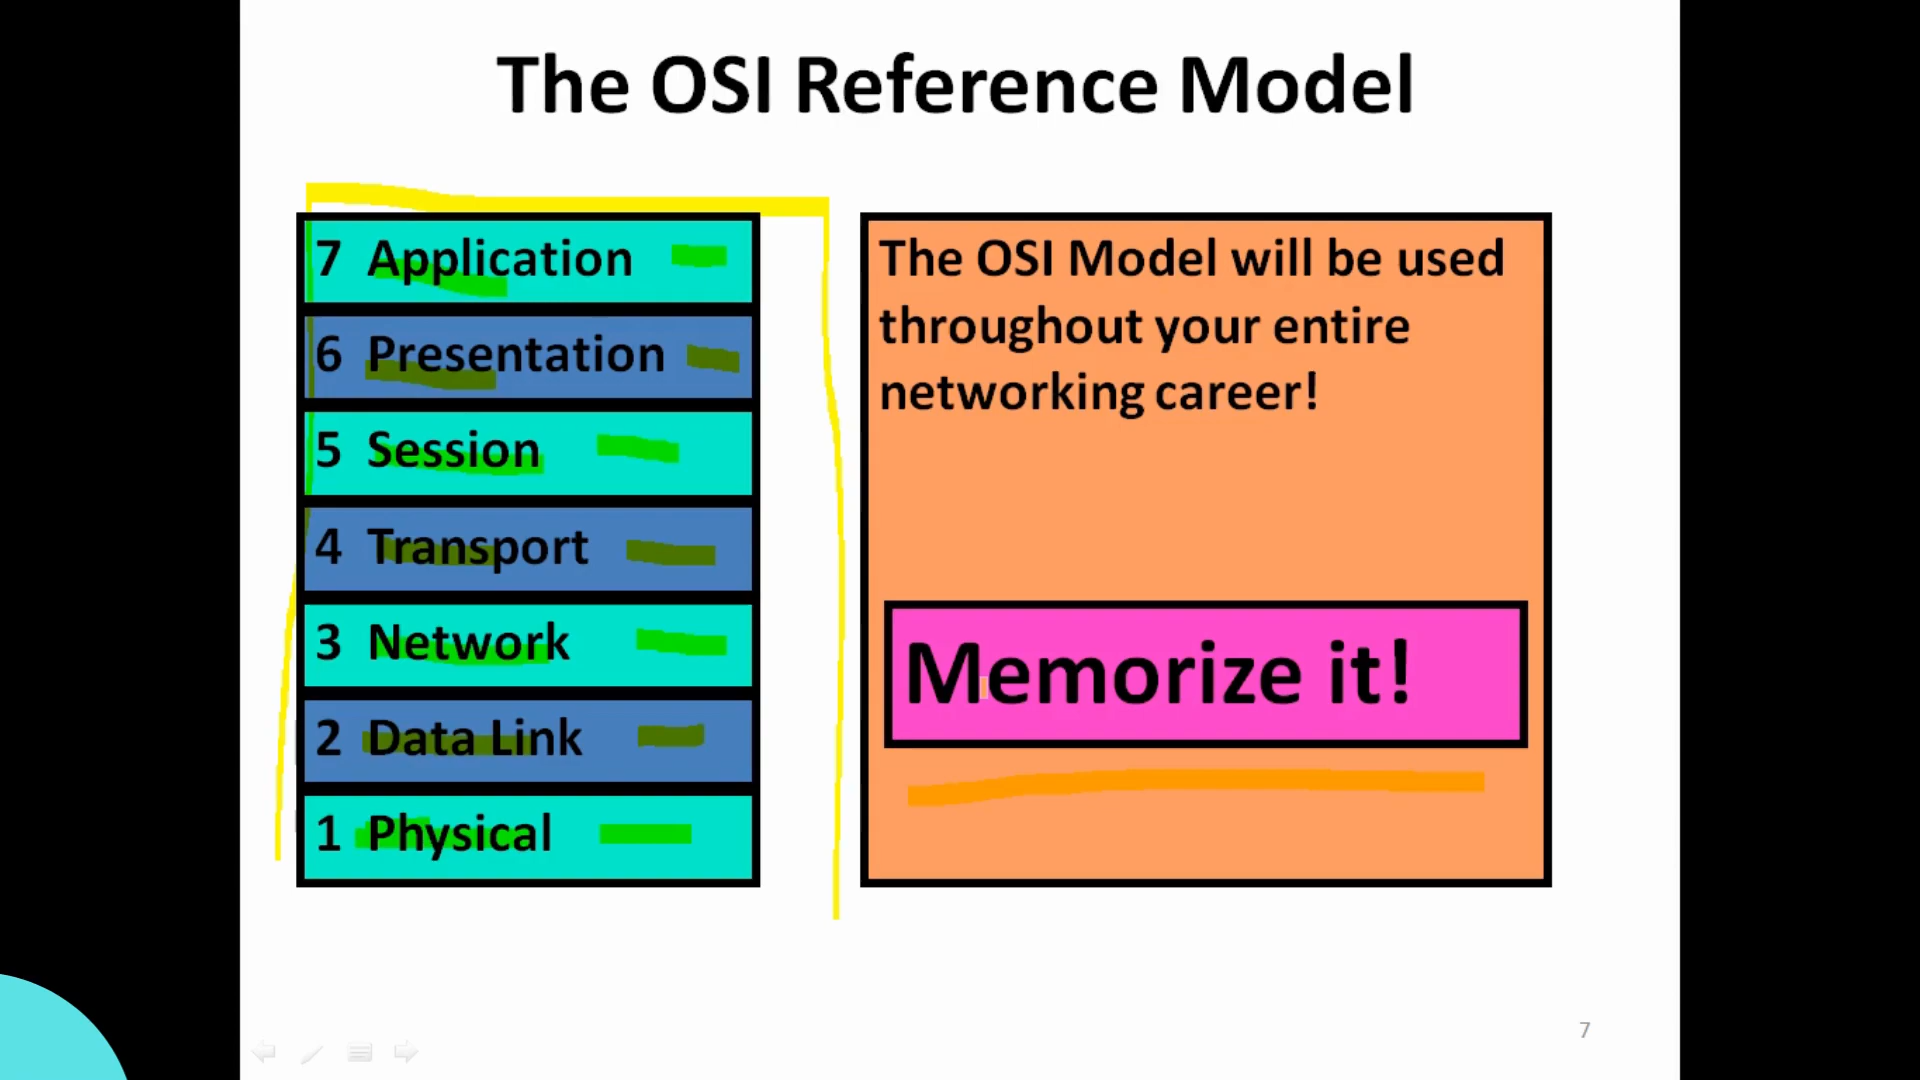 The OSI Reference Model
7 Application
6 Presentation
5 Session
4 Transport
3 Network
2 Data Link
1 Physical
The OSI Model will be used
throughout your entire
networking career!
Memorize it!
7